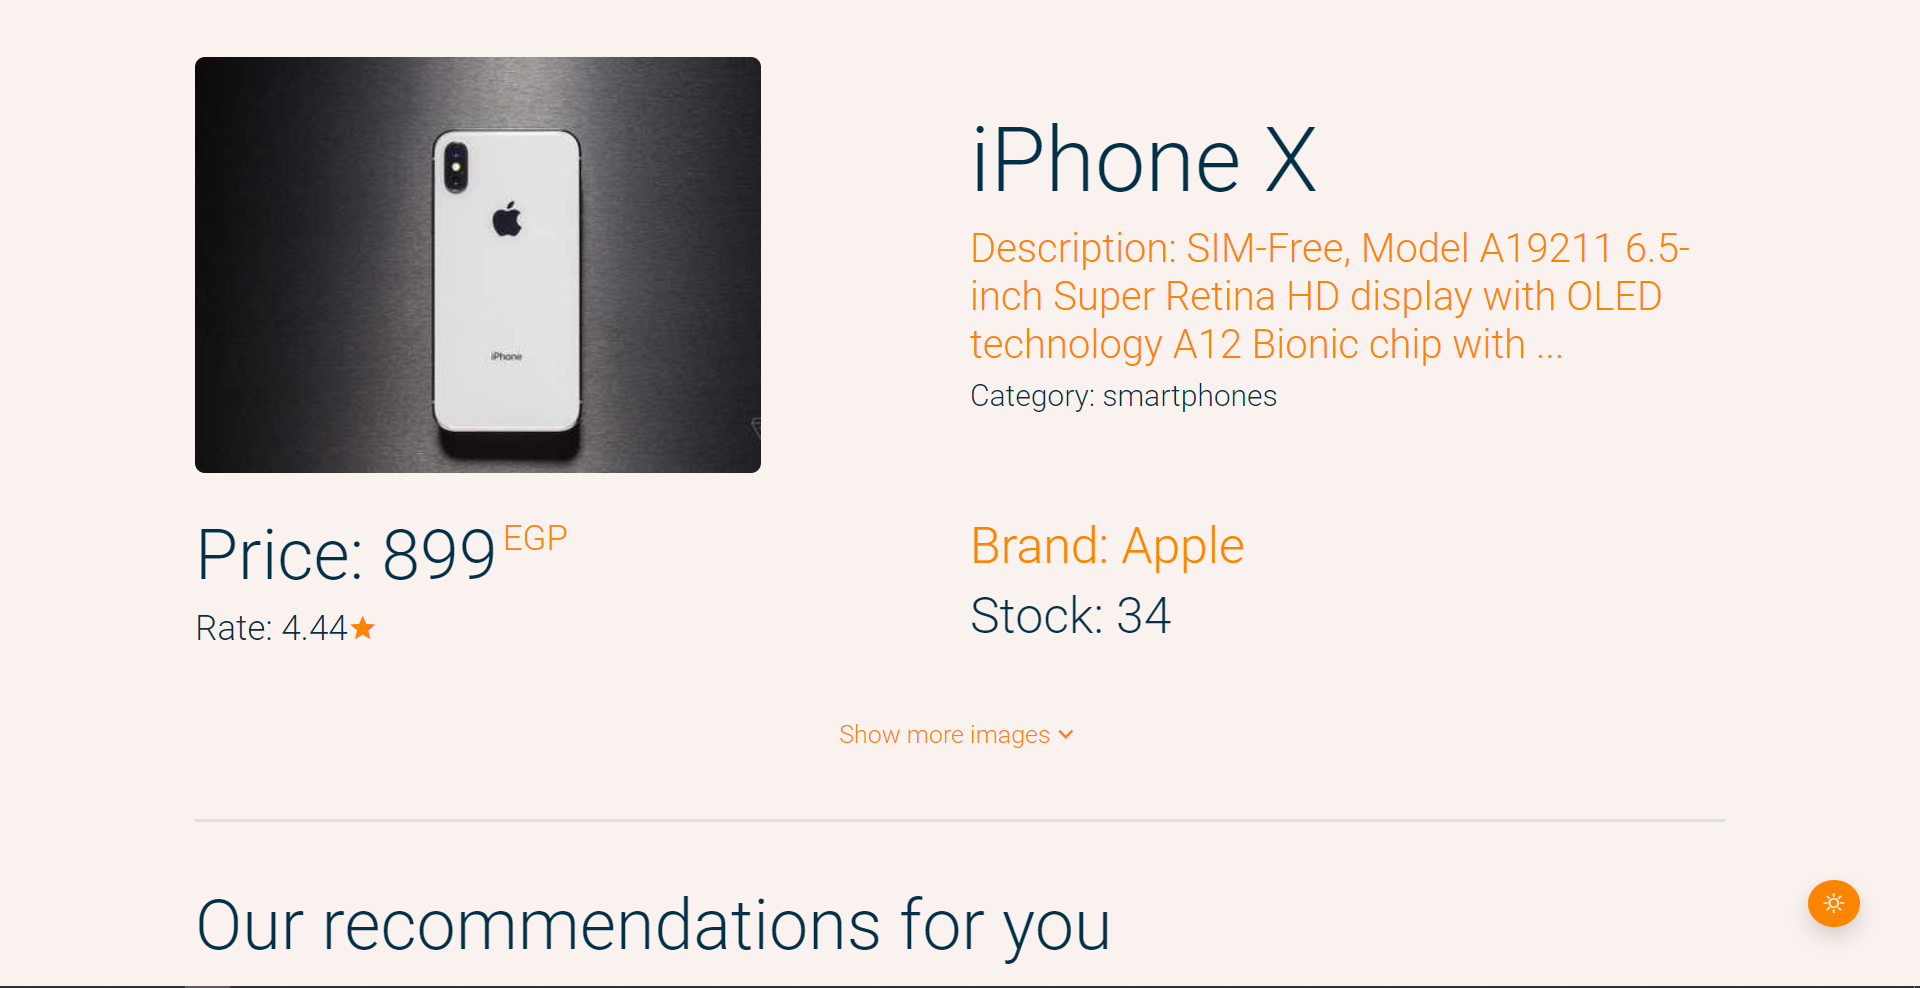 iPhone
iPhone X
Description: SIM-Free, Model A19211 6.5-
inch Super Retina HD display with OLED
technology A12 Bionic chip with ...
Category: smartphones
Price: 899 EGP
Rate: 4.44
Brand: Apple
Stock: 34
Show more images
Our recommendations for you